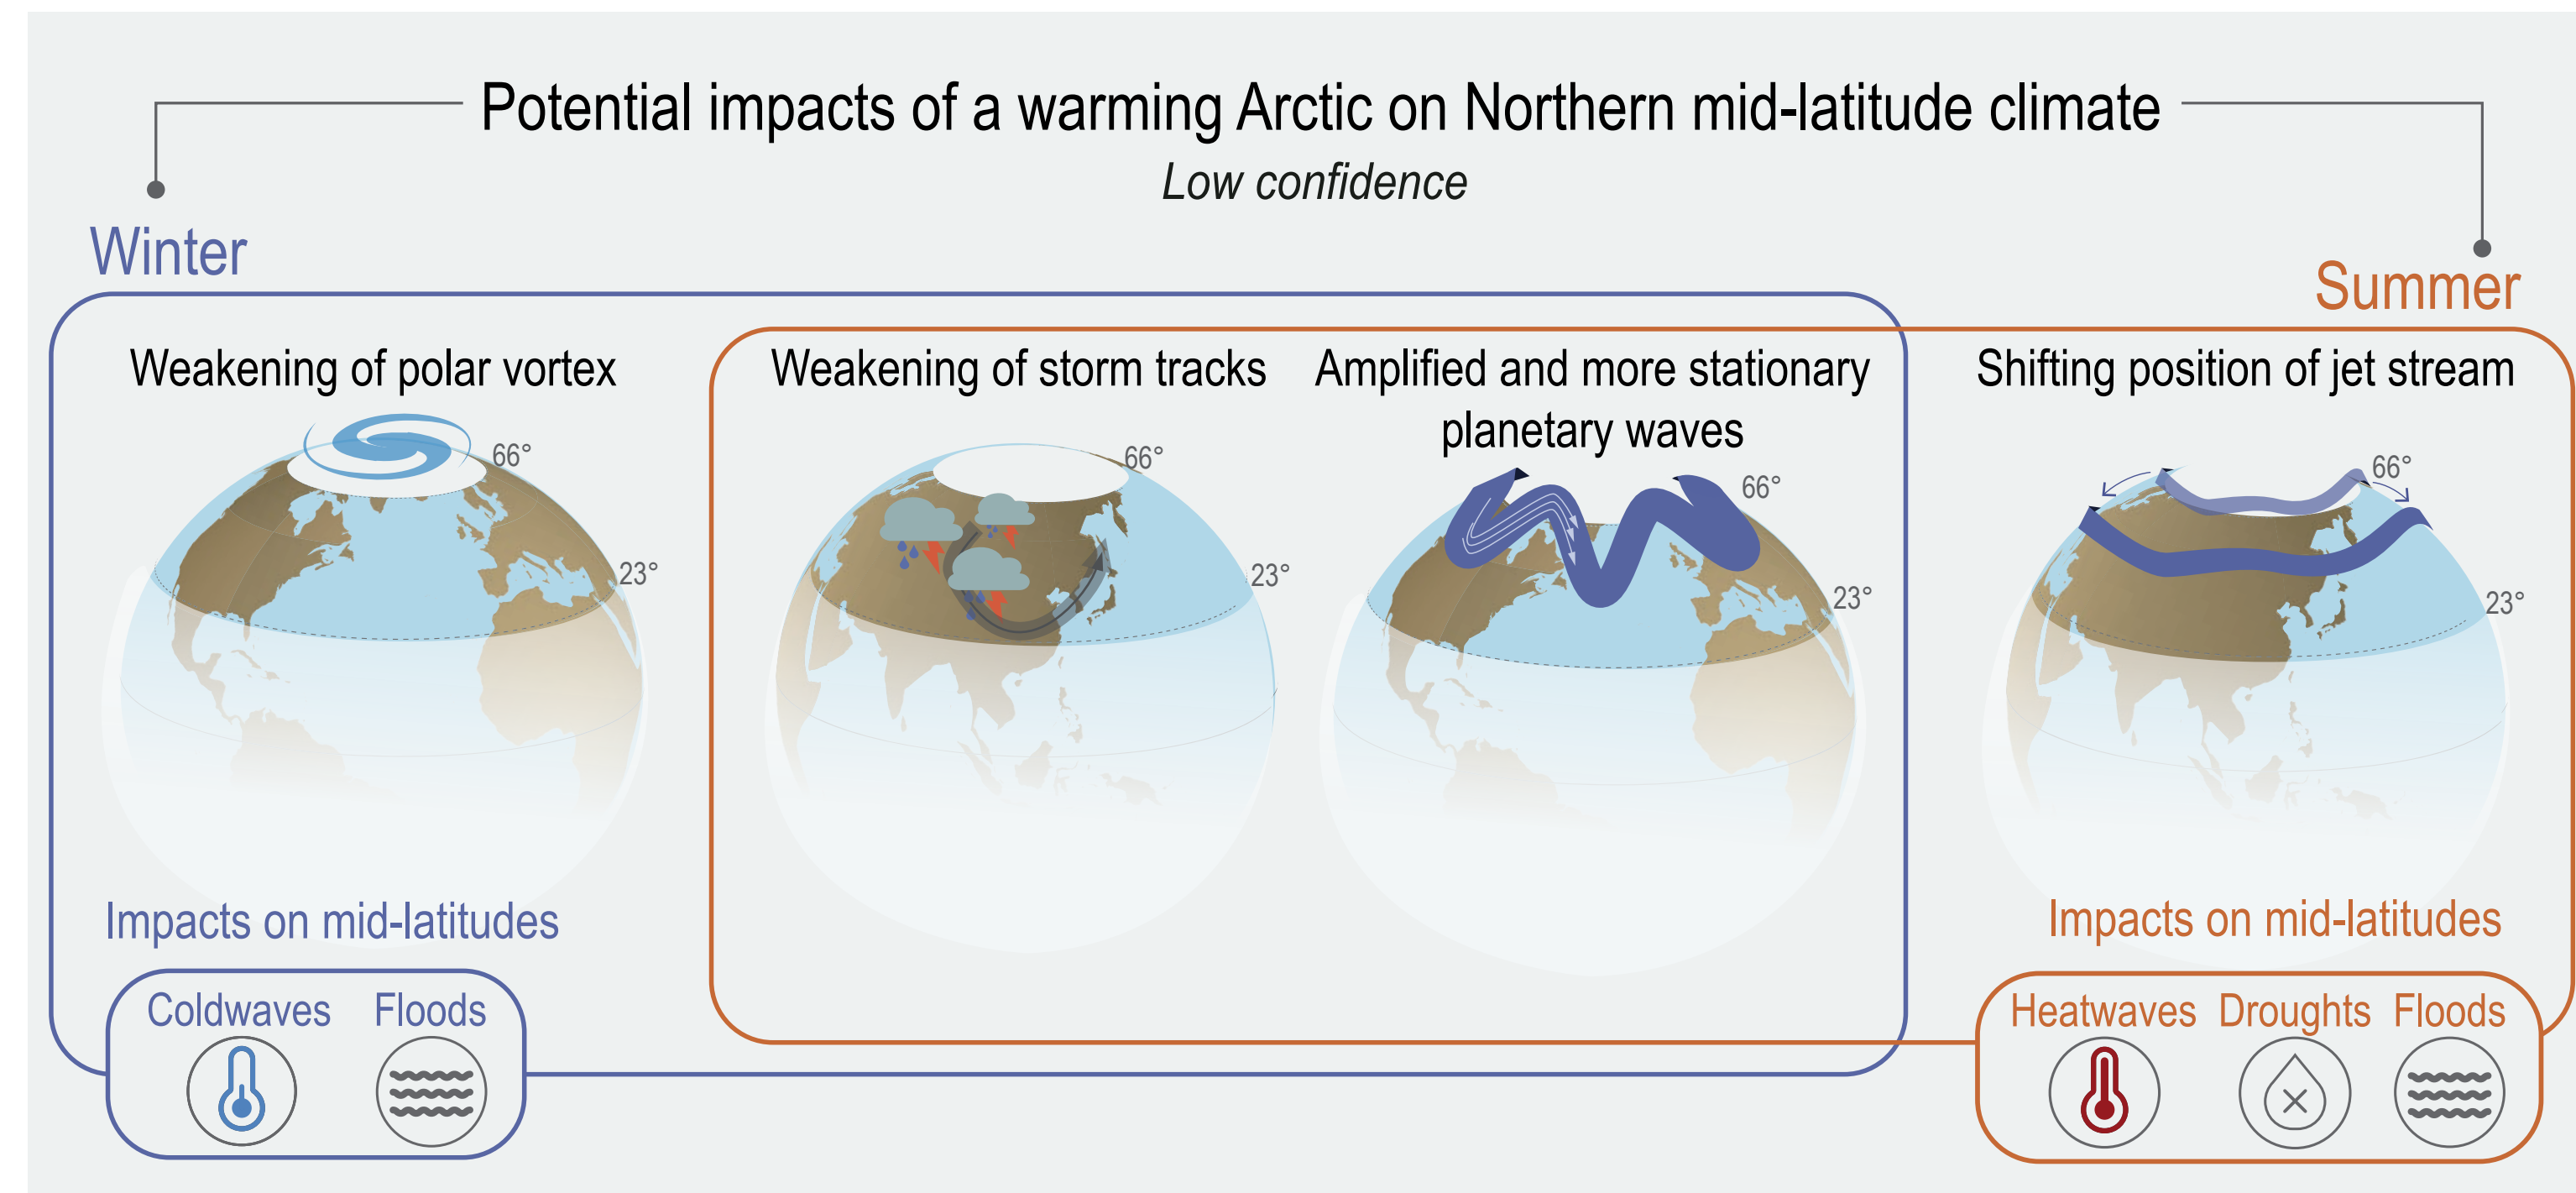 Potential impacts of a warming Arctic on Northern mid-latitude climate
Low confidence
Winter
Summer
Weakening of polar vortex
66°
23°
Weakening of storm tracks
66°
23°
Amplified and more stationary
planetary waves
66°
23°
Shifting position of jet stream
66°
23°
Impacts on mid-latitudes
Coldwaves Floods
Impacts on mid-latitudes
Heatwaves Droughts Floods